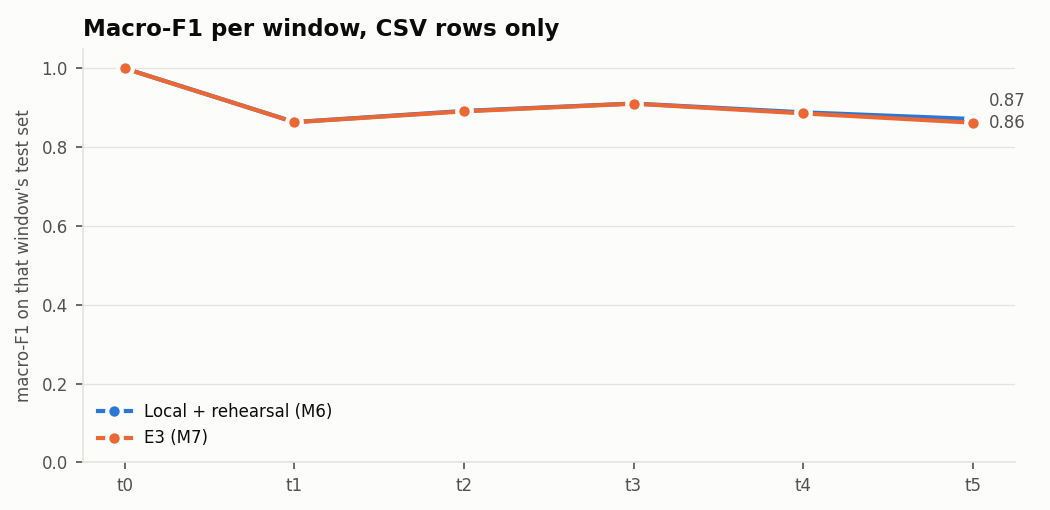 Macro-F1 per window, CSV rows only
macro-F1 on that window's test set
1.0
0.8
0.6
0.4
0.2
0.0
0.87
0.86
Local + rehearsal (M6)
E3 (M7)
t0
t1
t2
t3
t4
t5